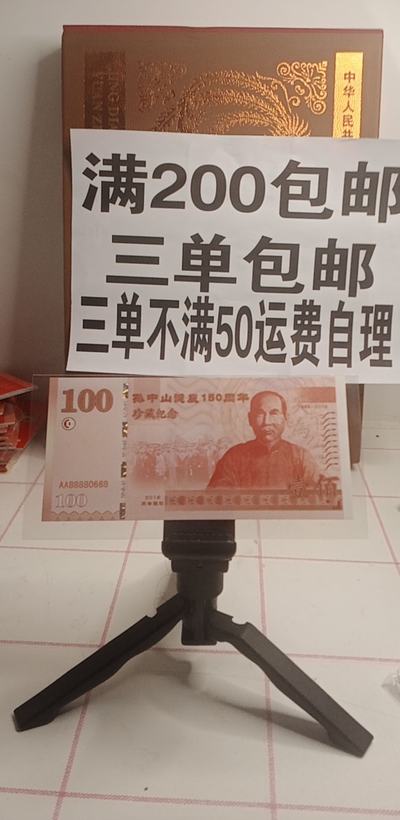 中华人民共
满200包邮
三单包邮
三单不满50运费自理
100
孙中山诞辰150周年
珍藏纪念
AAB8880668
100
2016
壹佰